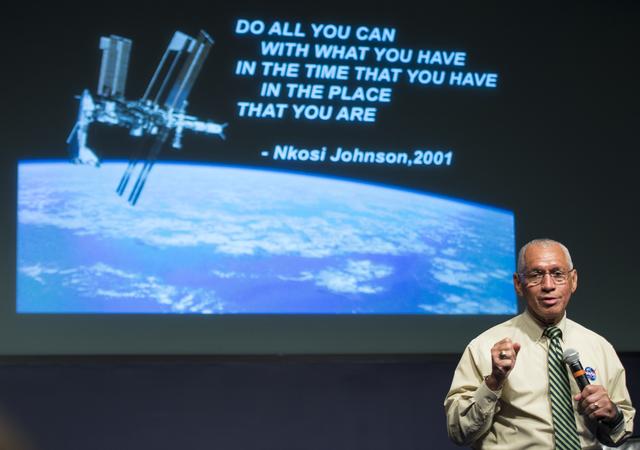 DO ALL YOU CAN
WITH WHAT YOU HAVE
IN THE TIME THAT YOU HAVE
IN THE PLACE
THAT YOU ARE
- Nkosi Johnson,2001
NASA